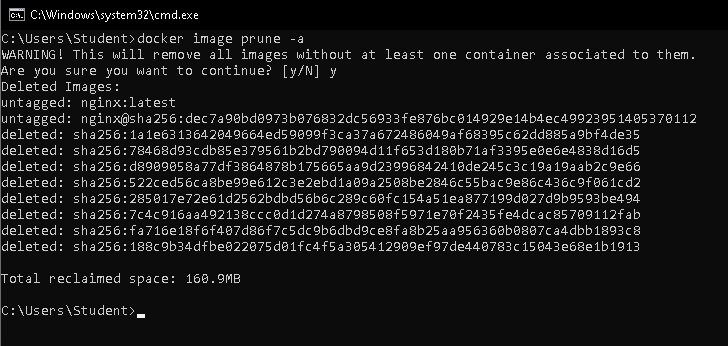 C:\Windows\system32\cmd.exe
C:\Users\Student>docker image prune -a
WARNING! This will remove all images without at least one container associated to them.
Are you sure you want to continue? [y/N] y
Deleted Images:
untagged: nginx:latest
untagged: nginx@sha256:dec7a90bd0973b076832dc56933fe876bc014929e14b4ec49923951405370112
deleted: sha256:1a1e6313642049664ed59099f3ca37a672486049af68395c62dd885a9bf4de35
deleted: sha256:78468d93cdb85e379561b2bd790094d11f653d180b71af3395e0e6e4838d16d5
deleted: sha256:d8909058a77df3864878b175665aa9d23996842410de245c3c19a19aab2c9e66
deleted: sha256:522ced56ca8be99e612c3e2ebd1a09a2508be2846c55bac9e86c436c9f061cd2
deleted: sha256:285017e72e61d2562bdbd56b6c289c60fc154a51ea877199d027d9b9593be494
deleted: sha256:7c4c916aa492138ccc0d1d274a8798508f5971e70f2435fe4dcac85709112fab
deleted: sha256:fa716e18f6f407d86f7c5dc9b6dbd9ce8fa8b25aa956360b0807ca4dbb1893c8
deleted: sha256:188c9b34dfbe022075d01fc4f5a305412909ef97de440783c15043e68e1b1913
Total reclaimed space: 160.9MB
C:\Users\Student>